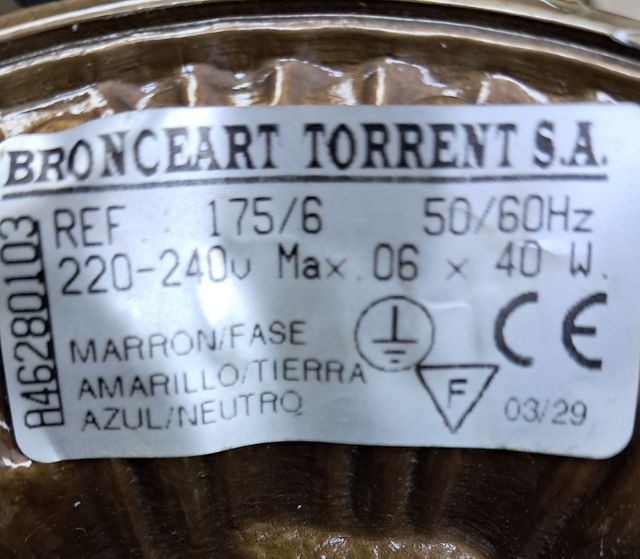 BRONCEART TORRENT S.A.
REF 175/6 50/60Hz
220-240v Max. 06 x 40 W.
MARRON/FASE
AMARILLO/TIERRA
AZUL/NEUTRO
CE
F
03/29
A46280103